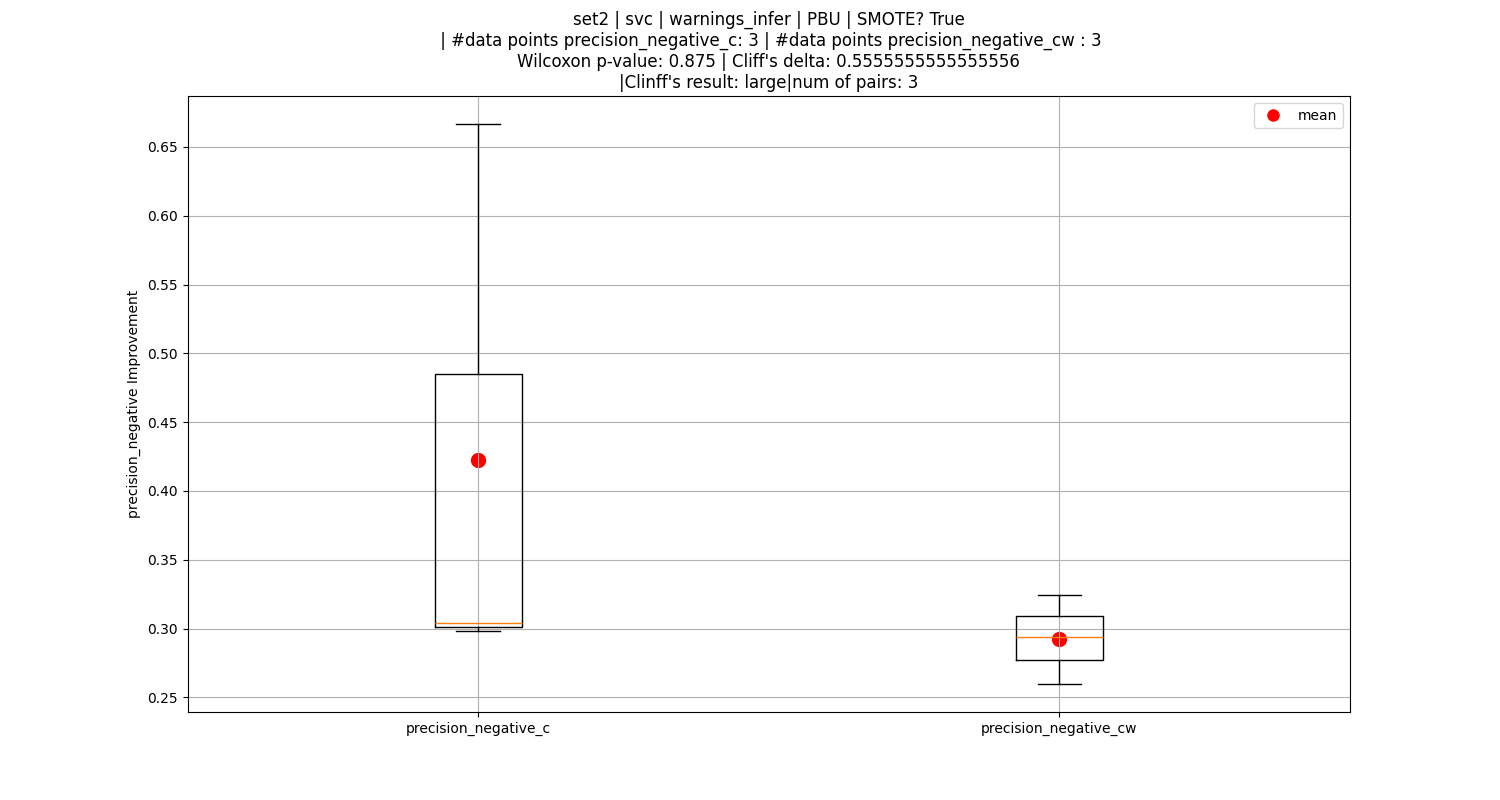 set2 | svc | warnings_infer | PBU | SMOTE? True
| #data points precision_negative_c: 3 | #data points precision_negative_cw : 3
Wilcoxon p-value: 0.875 | Cliff's delta: 0.5555555555555556
|Clinff's result: large|num of pairs: 3
mean
0.65
0.60
0.55
0.50
0.45
0.40
0.35
0.30
0.25
precision_negative Improvement
precision_negative_c
precision_negative_cw